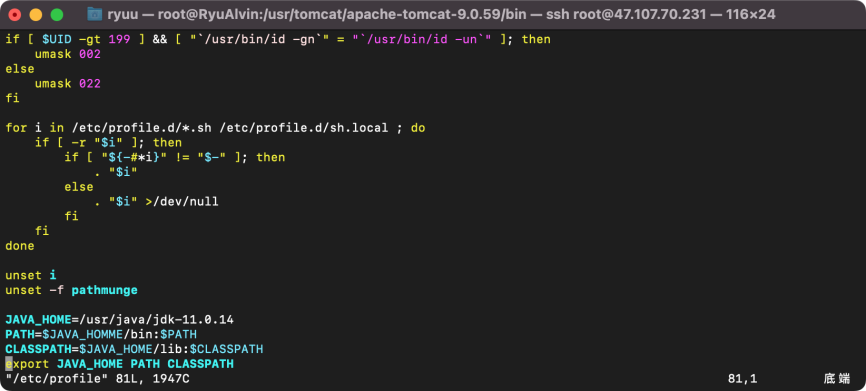 ryuu — root@RyuAlvin:/usr/tomcat/apache-tomcat-9.0.59/bin — ssh root@47.107.70.231 — 116×24
if [ $UID -gt 199 ] && [ "`/usr/bin/id -gn`" = "`/usr/bin/id -un`" ]; then
    umask 002
else
    umask 022
fi

for i in /etc/profile.d/*.sh /etc/profile.d/sh.local ; do
    if [ -r "$i" ]; then
        if [ "${-#*i}" != "$-" ]; then
            . "$i"
        else
            . "$i" >/dev/null
        fi
    fi
done

unset i
unset -f pathmunge

JAVA_HOME=/usr/java/jdk-11.0.14
PATH=$JAVA_HOMME/bin:$PATH
CLASSPATH=$JAVA_HOME/lib:$CLASSPATH
export JAVA_HOME PATH CLASSPATH
"/etc/profile" 81L, 1947C 81,1 底端